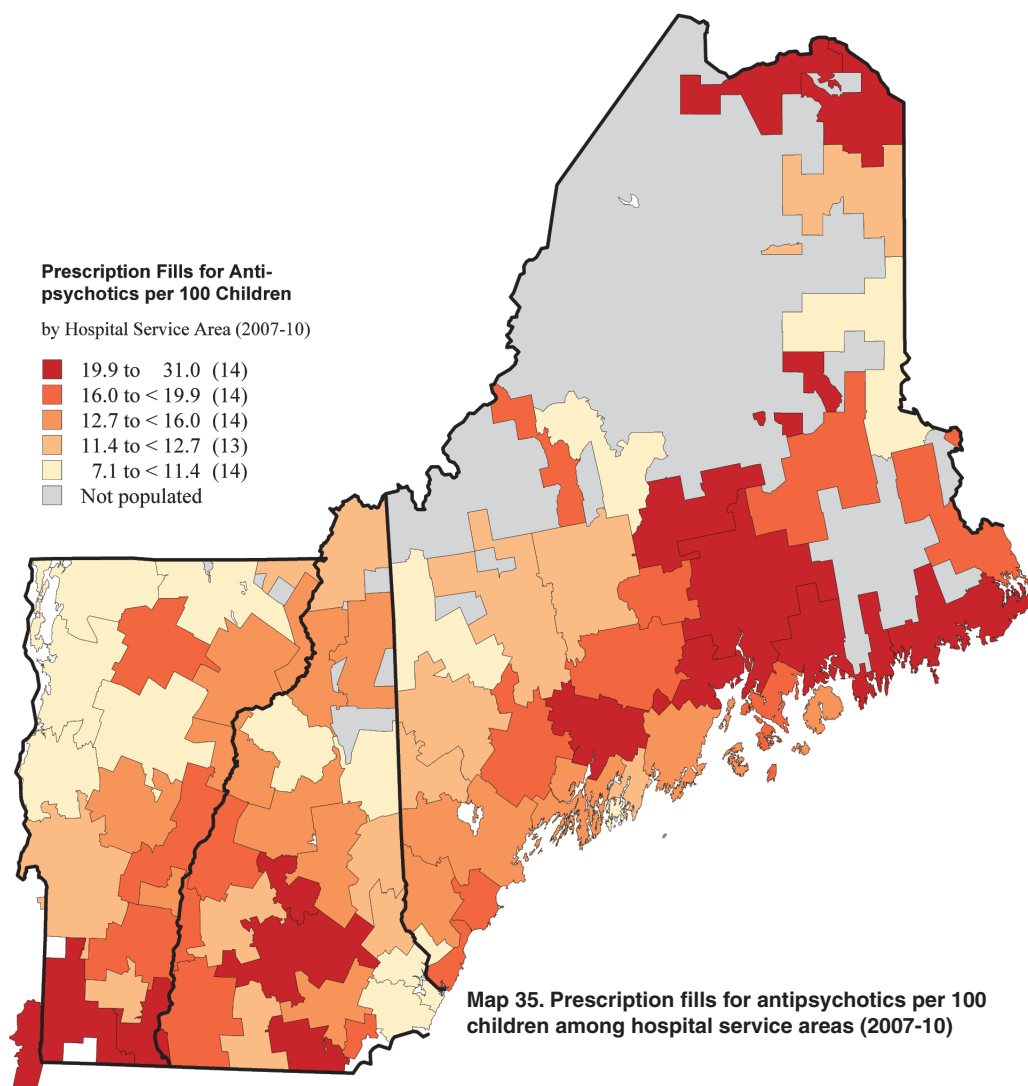 Prescription Fills for Anti-
psychotics per 100 Children
by Hospital Service Area (2007-10)
19.9 to 31.0 (14)
16.0 to < 19.9 (14)
12.7 to < 16.0 (14)
11.4 to < 12.7 (13)
7.1 to < 11.4 (14)
Not populated
Map 35. Prescription fills for antipsychotics per 100
children among hospital service areas (2007-10)